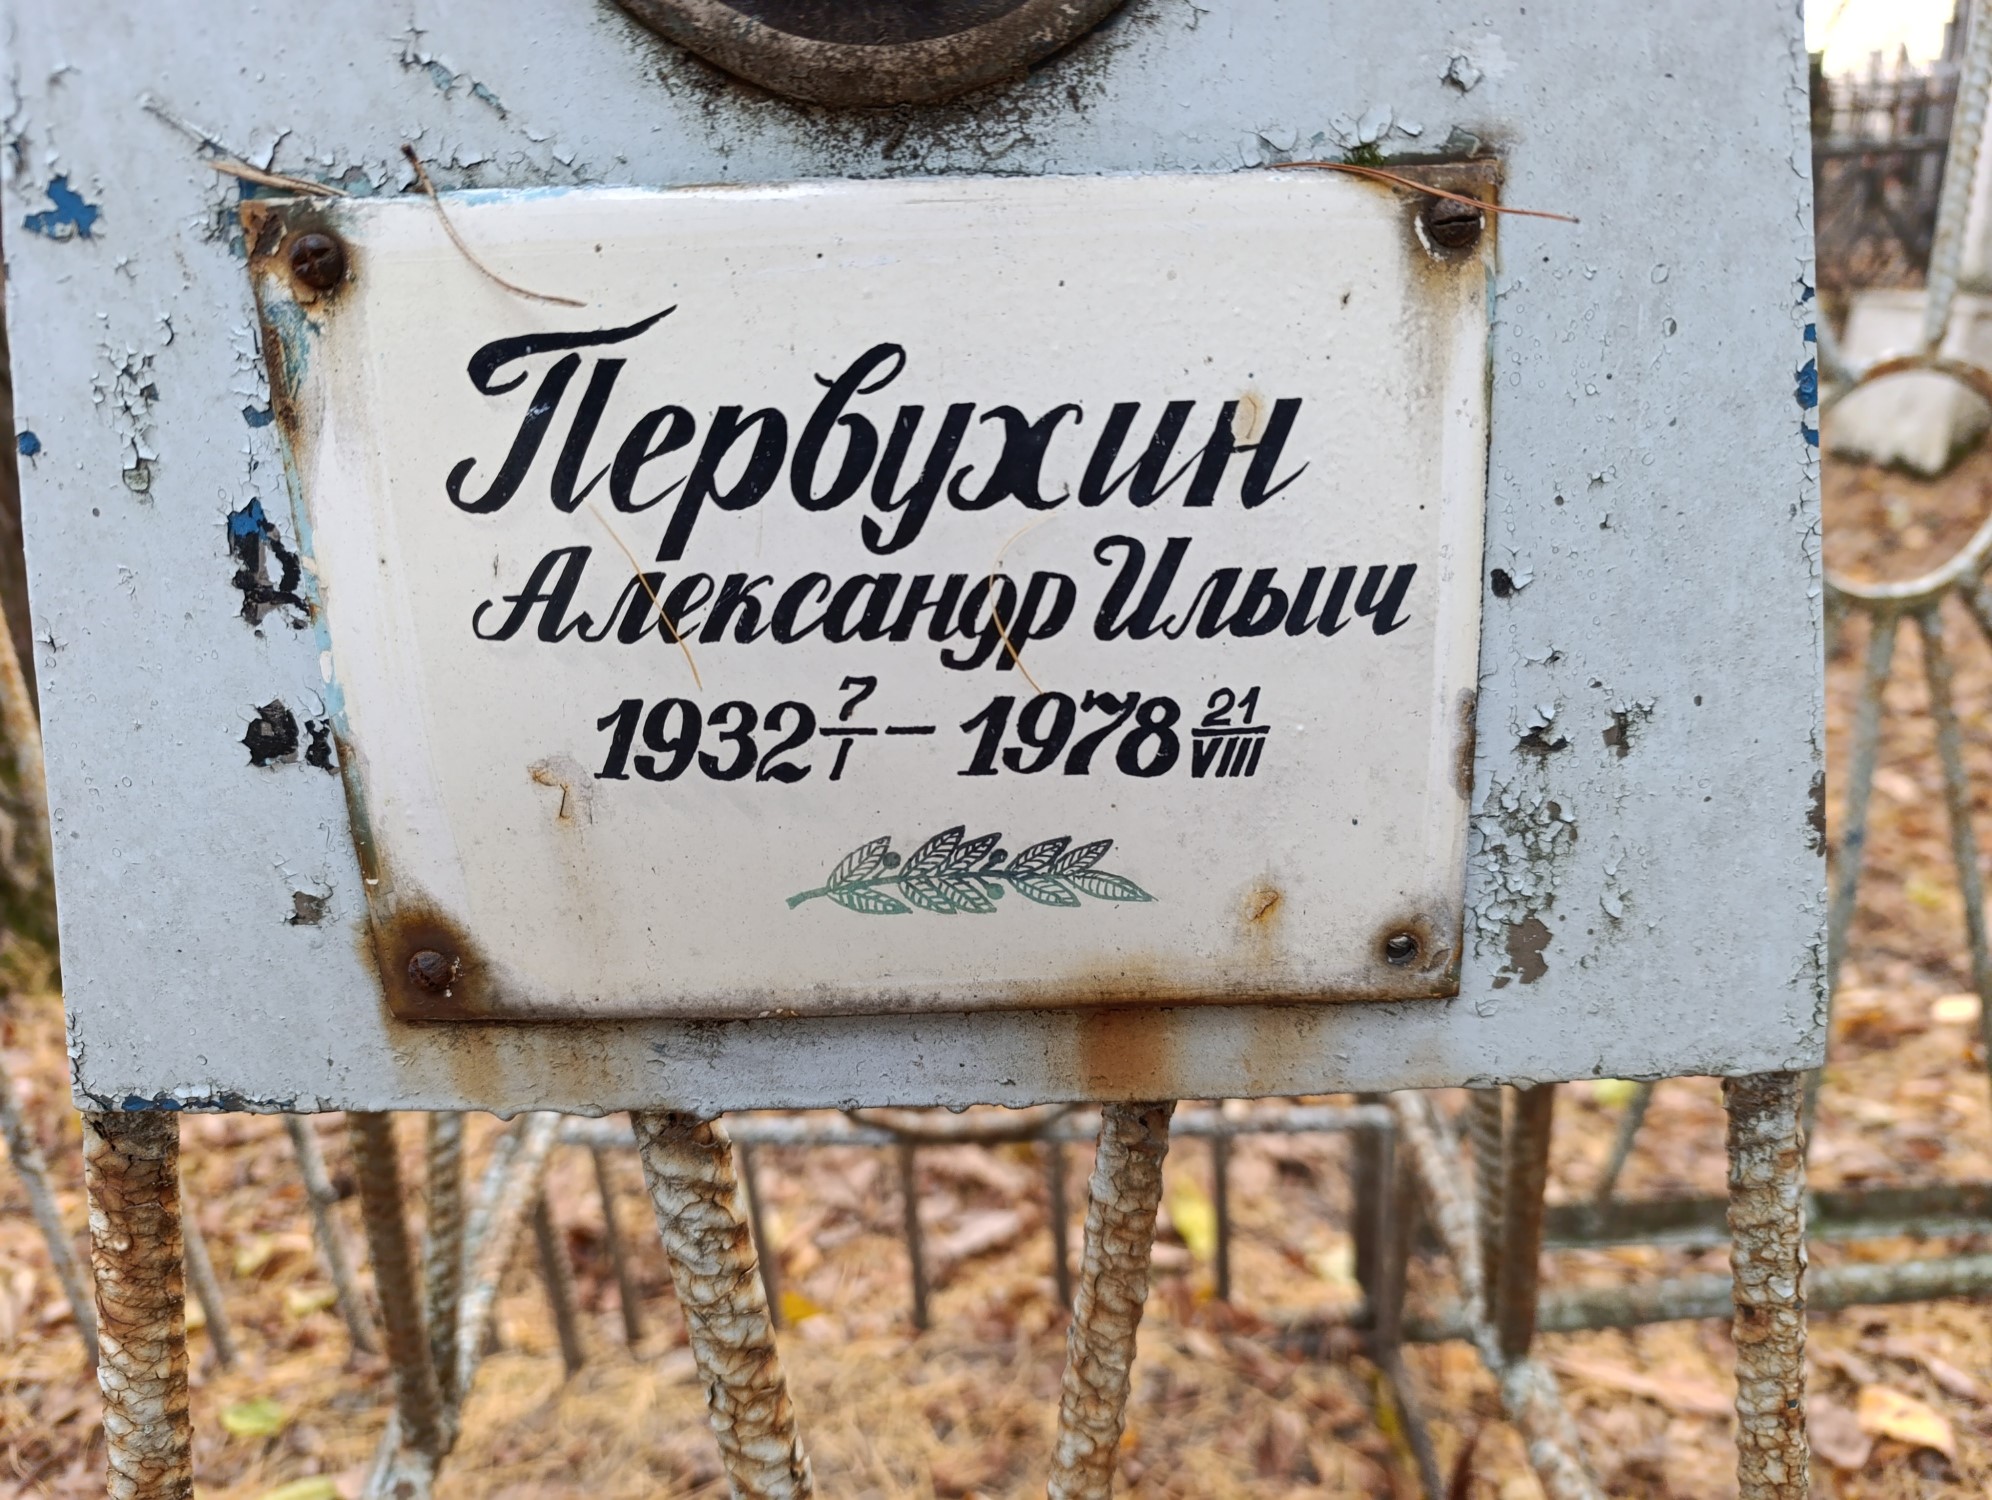 Первухин
Александр Ильич
1932 7/I – 1978 21/VIII